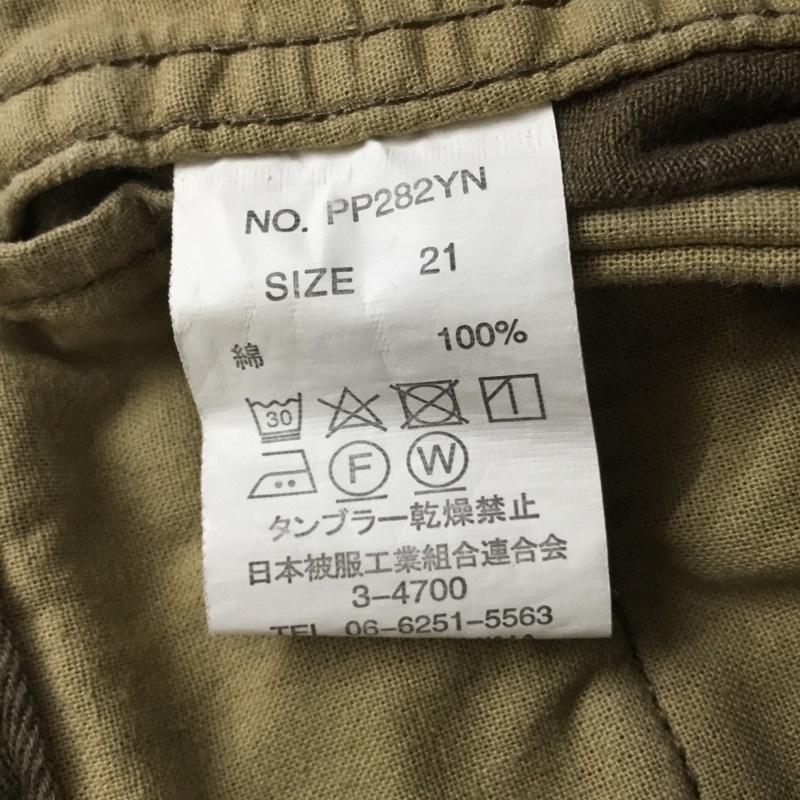 NO. PP282YN
SIZE 21
綿 100%
30
F W
タンブラー乾燥禁止
日本被服工業組合連合会
3-4700
TEL 06-6251-5563